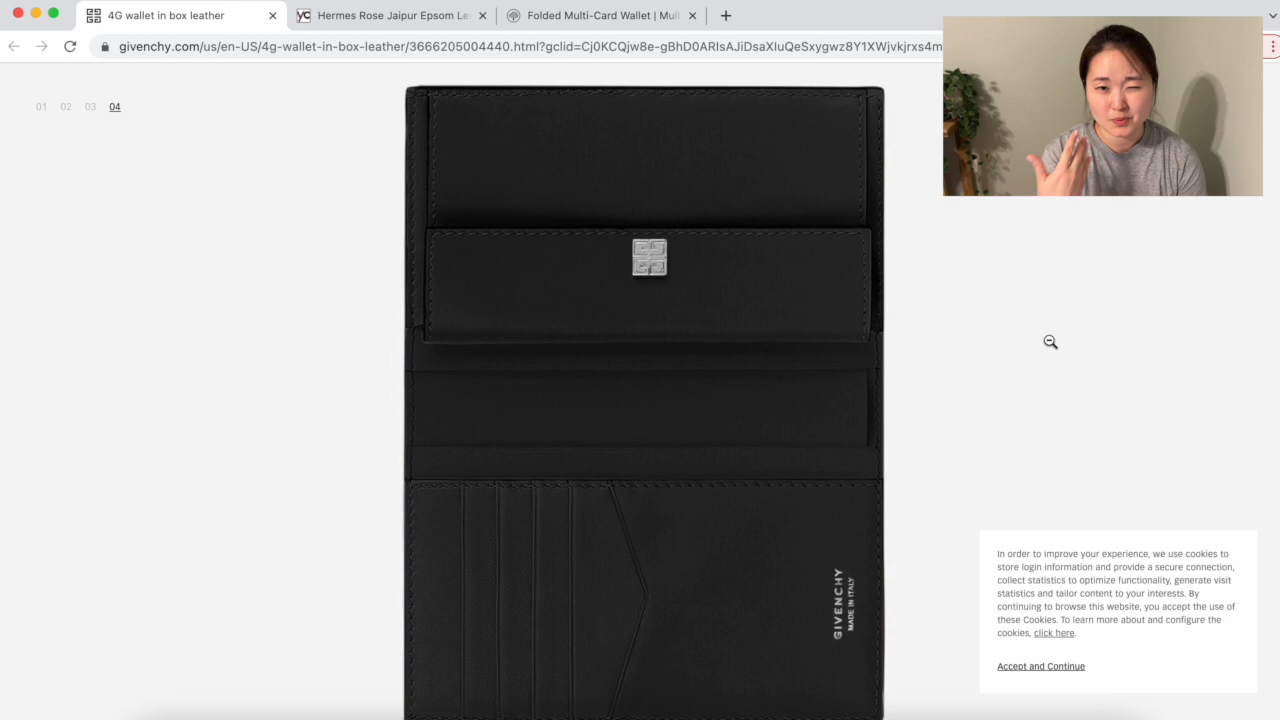 4G wallet in box leather
Hermes Rose Jaipur Epsom Le
Folded Multi-Card Wallet | Mul
givenchy.com/us/en-US/4g-wallet-in-box-leather/3666205004440.html?gclid=Cj0KCQjw8e-gBhD0ARIsAJiDsaXIuQeSxygwz8Y1XWjvkjrxs4m
01 02 03 04
GIVENCHY
MADE IN ITALY
In order to improve your experience, we use cookies to
store login information and provide a secure connection,
collect statistics to optimize functionality, generate visit
statistics and tailor content to your interests. By
continuing to browse this website, you accept the use of
these Cookies. To learn more about and configure the
cookies, click here.
Accept and Continue